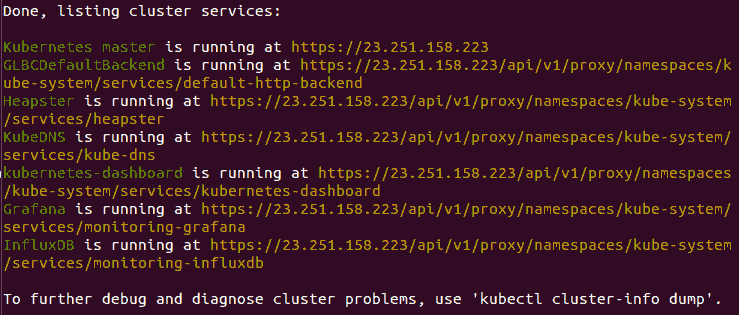 Done, listing cluster services:
Kubernetes master is running at https://23.251.158.223
GLBCDefaultBackend is running at https://23.251.158.223/api/v1/proxy/namespaces/k
ube-system/services/default-http-backend
Heapster is running at https://23.251.158.223/api/v1/proxy/namespaces/kube-system
/services/heapster
KubeDNS is running at https://23.251.158.223/api/v1/proxy/namespaces/kube-system/
services/kube-dns
kubernetes-dashboard is running at https://23.251.158.223/api/v1/proxy/namespaces
/kube-system/services/kubernetes-dashboard
Grafana is running at https://23.251.158.223/api/v1/proxy/namespaces/kube-system/
services/monitoring-grafana
InfluxDB is running at https://23.251.158.223/api/v1/proxy/namespaces/kube-system
/services/monitoring-influxdb
To further debug and diagnose cluster problems, use 'kubectl cluster-info dump'.